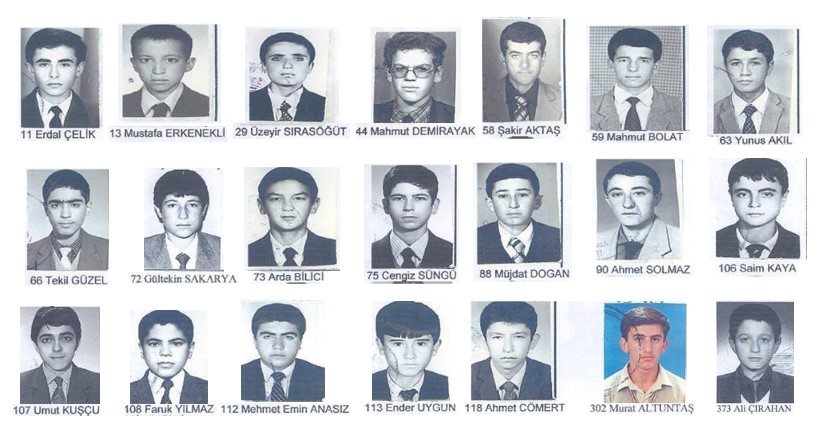 11 Erdal ÇELİK
13 Mustafa ERKENEKLİ
29 Üzeyir SIRASÖĞÜT
44 Mahmut DEMİRAYAK
58 Şakir AKTAŞ
59 Mahmut BOLAT
63 Yunus AKIL
66 Tekil GÜZEL
72 Gültekin SAKARYA
73 Arda BİLİCİ
75 Cengiz SÜNGÜ
88 Müjdat DOGAN
90 Ahmet SOLMAZ
106 Saim KAYA
107 Umut KUŞÇU
108 Faruk YILMAZ
112 Mehmet Emin ANASIZ
113 Ender UYGUN
118 Ahmet CÖMERT
302 Murat ALTUNTAŞ
373 Ali ÇIRAHAN